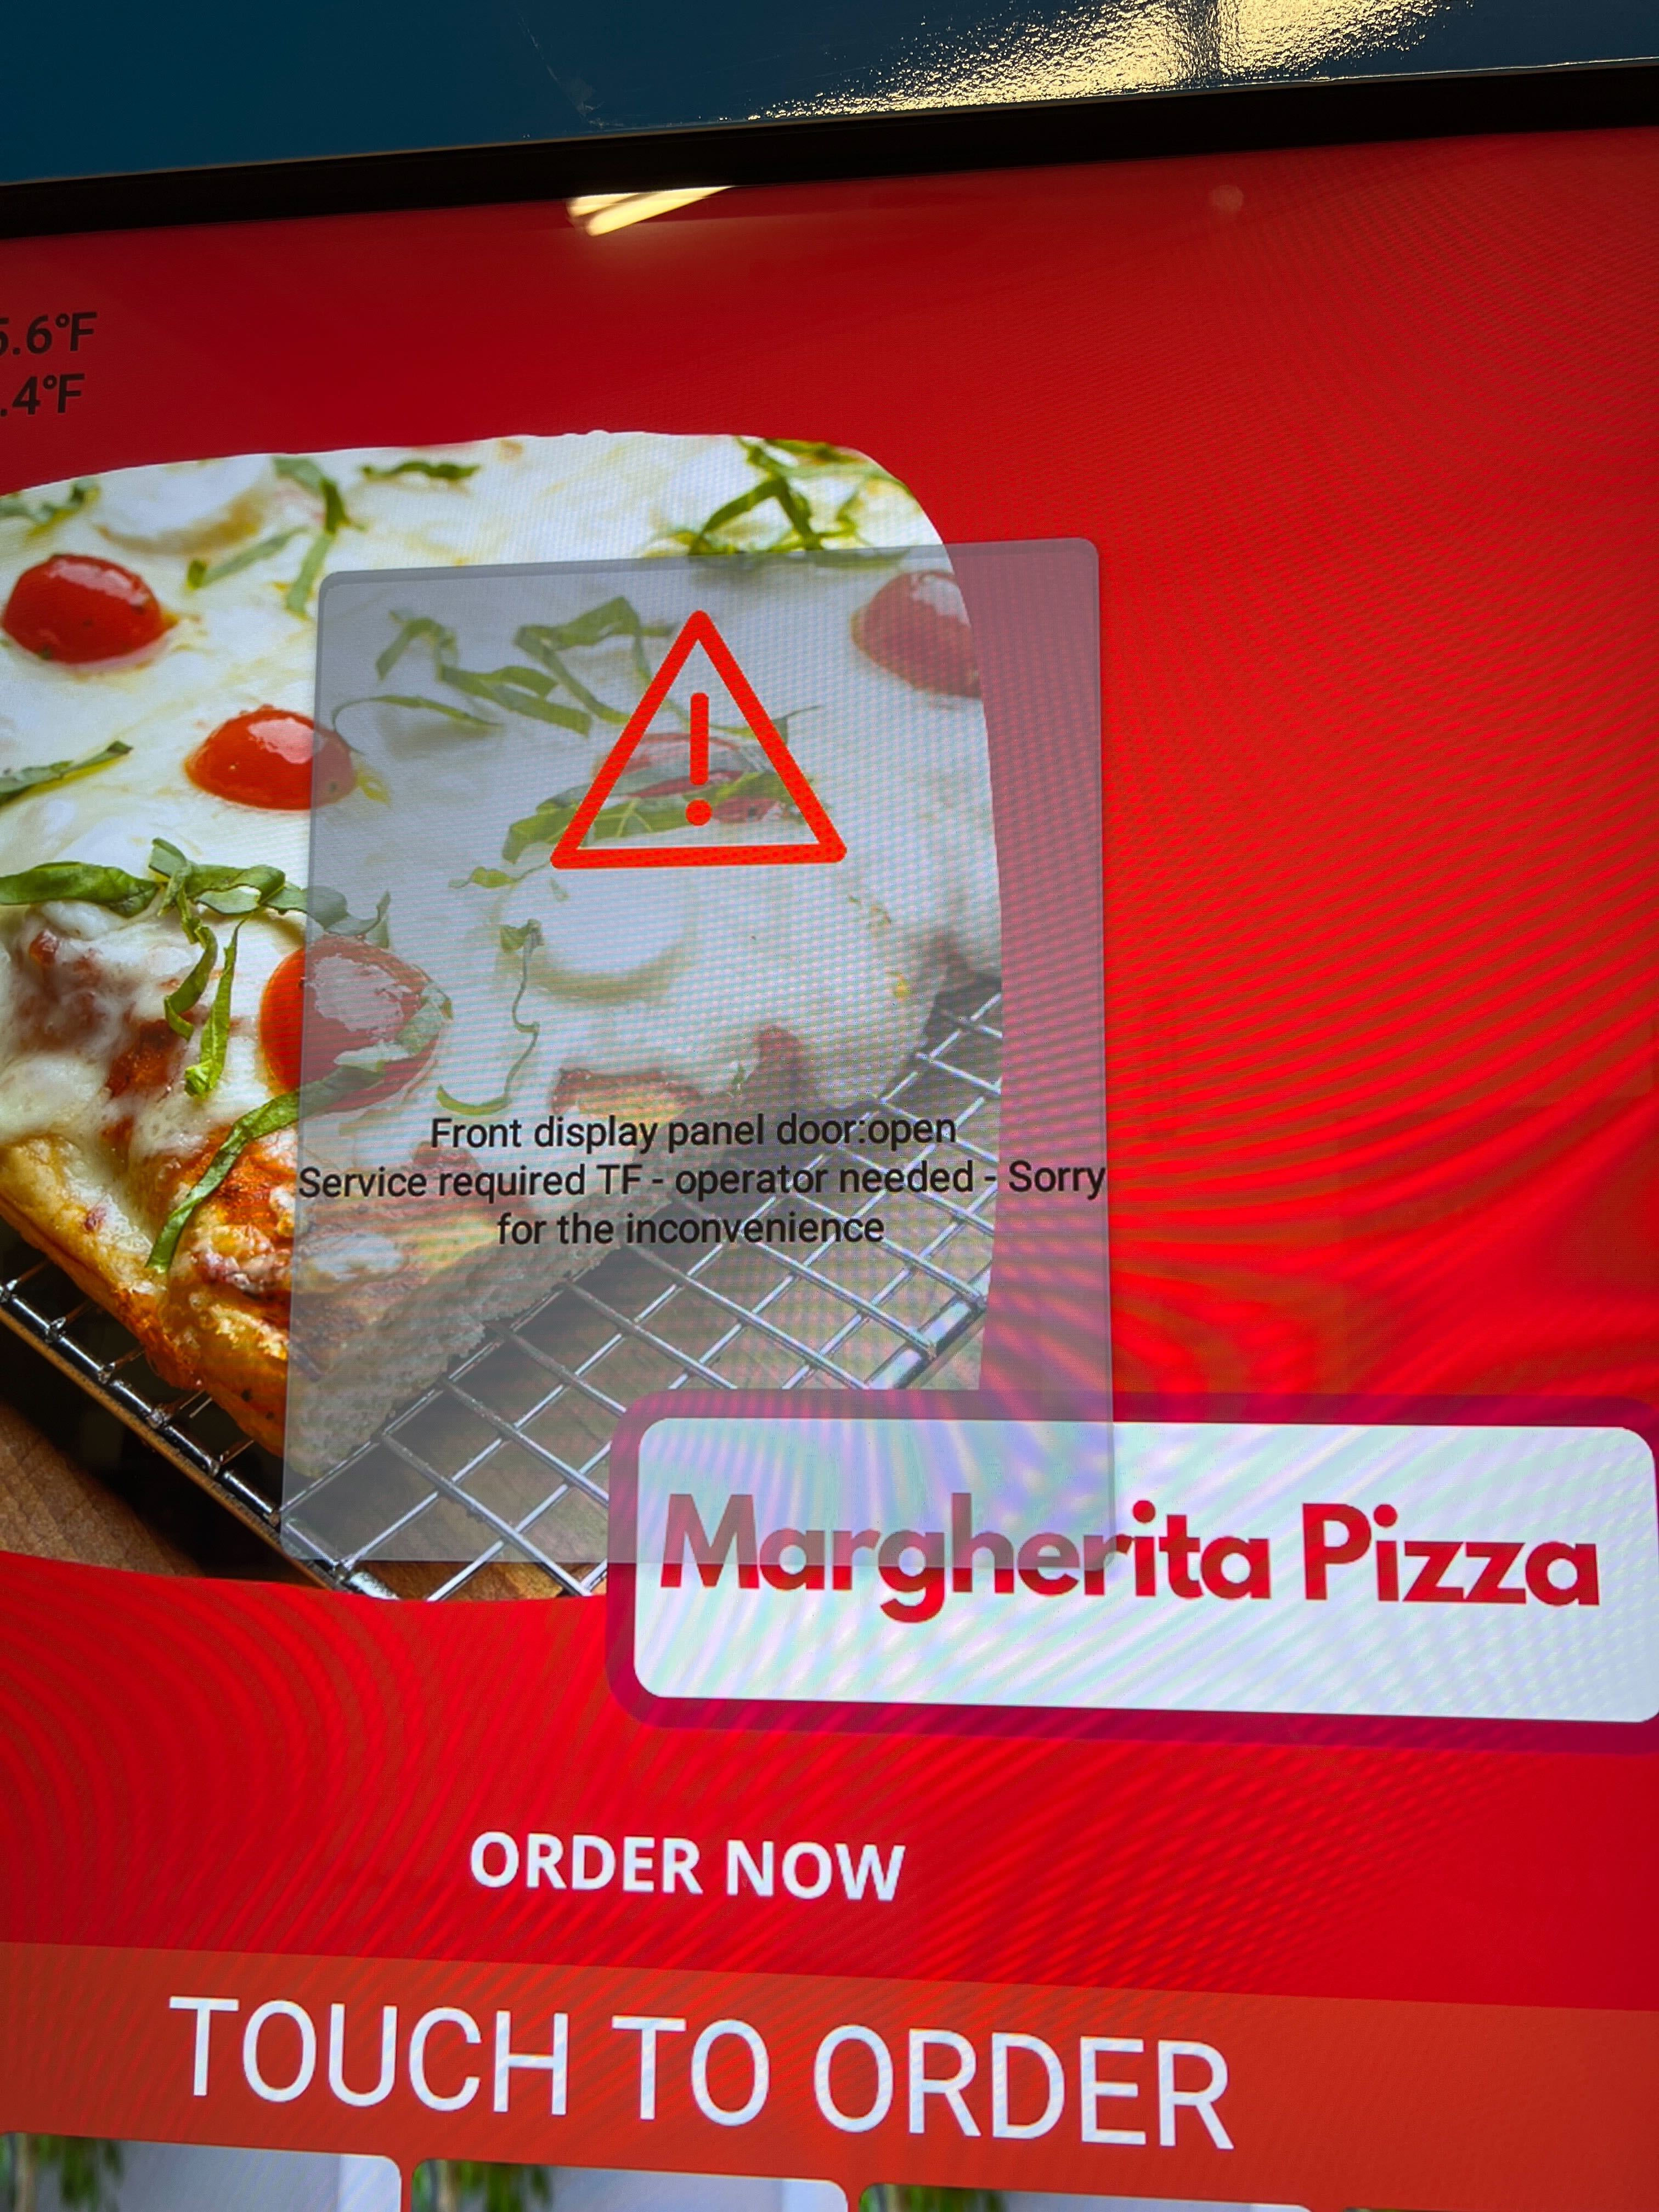 5.6°F
.4°F
Front display panel door:open
Service required TF - operator needed - Sorry
for the inconvenience
Margherita Pizza
ORDER NOW
TOUCH TO ORDER